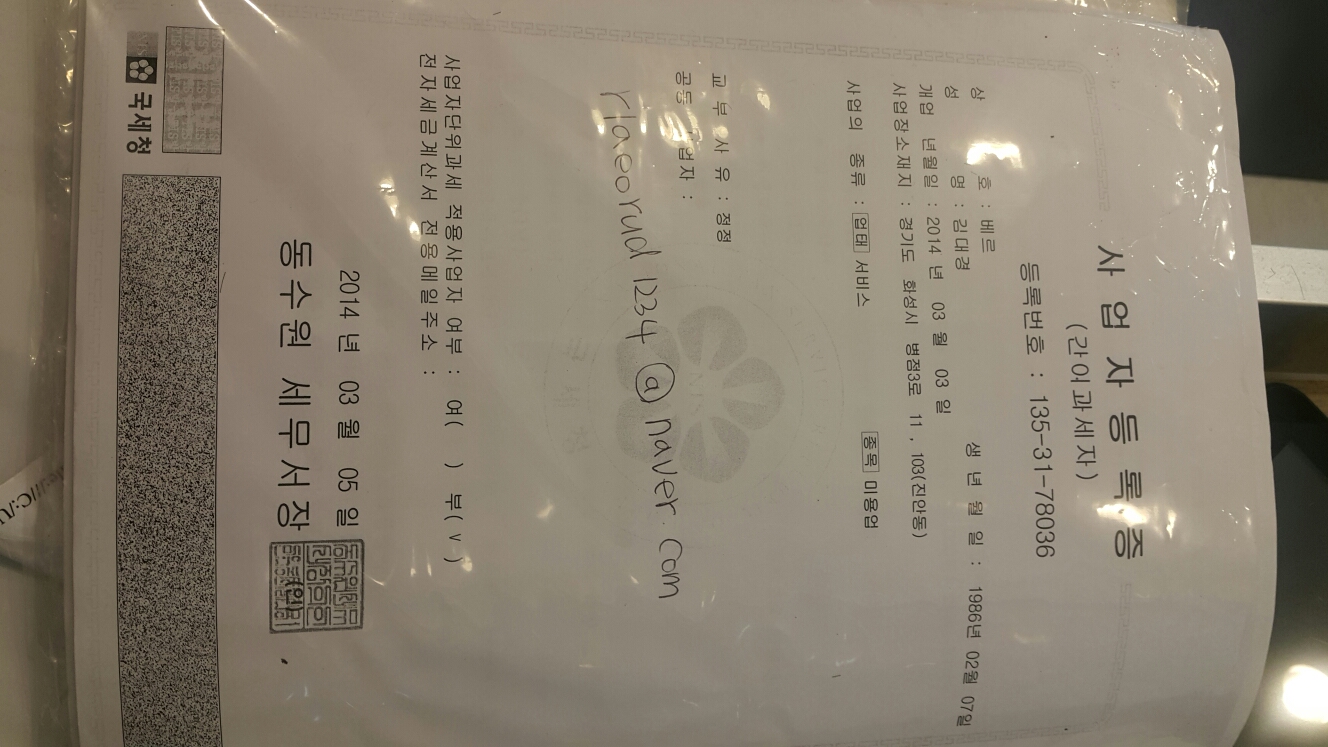 사업자등록증
(간이과세자)
등록번호 : 135-31-78036
상 호 : 베르
성 명 : 김대경 생 년 월 일 : 1986년 02월 07일
개업 년월일 : 2014 년 03 월 03 일
사업장소재지 : 경기도 화성시 병점3로 11 , 103(진안동)
사업의 종류 : 업태 서비스 종목 미용업
교 부 사 유 : 정정
공동 업자 :
rlaeorud 1234 @ naver.com
사업자단위과세 적용사업자 여부 : 여( ) 부( v )
전자세금계산서 전용메일주소 :
2014 년 03 월 05 일
동수원 세무서장
국세청